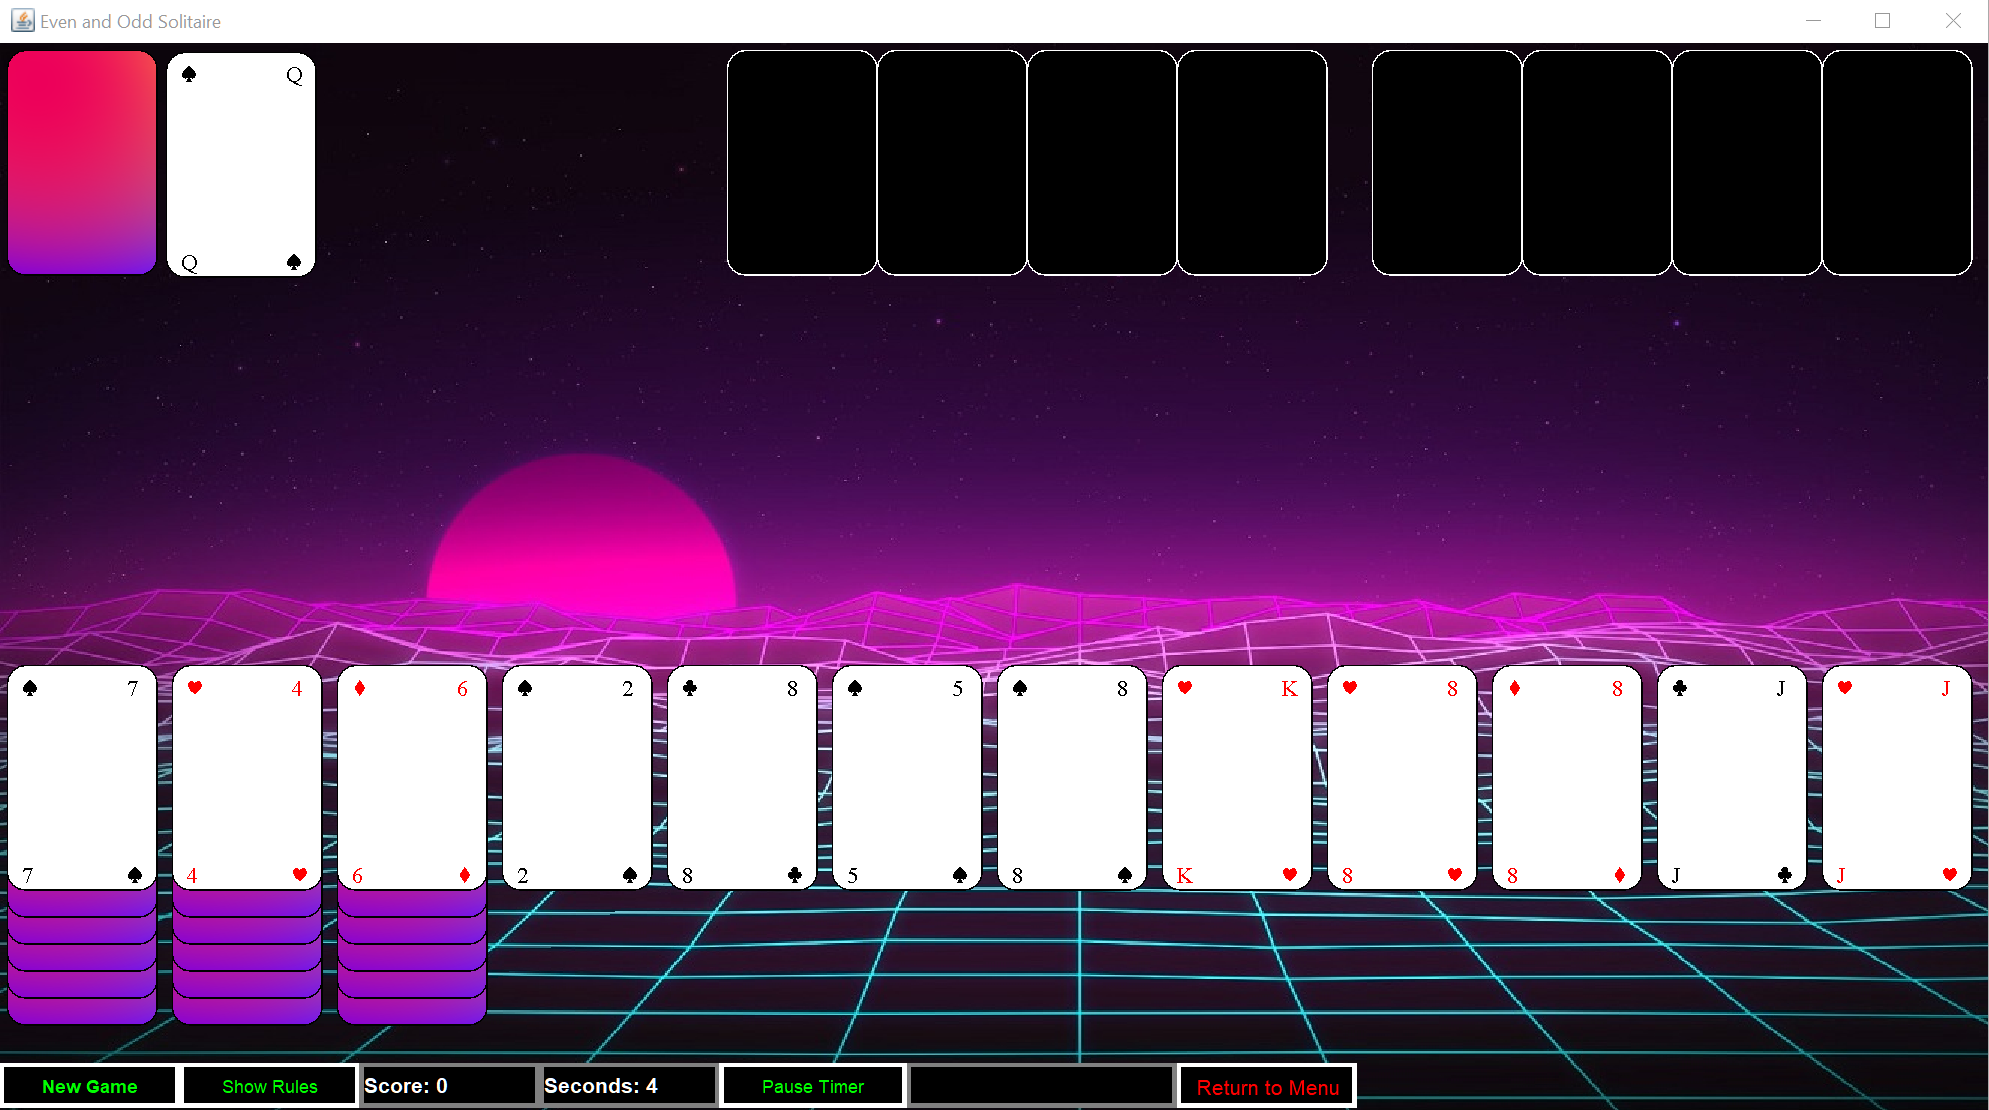 Even and Odd Solitaire
♠ Q
Q ♠
♠ 7 ♥ 4 ♦ 6 ♠ 2 ♣ 8 ♠ 5 ♠ 8 ♥ K ♥ 8 ♦ 8 ♣ J ♥ J
7 ♠ 4 ♥ 6 ♦ 2 ♠ 8 ♣ 5 ♠ 8 ♠ K ♥ 8 ♥ 8 ♦ J ♣ J ♥
New Game Show Rules Score: 0 Seconds: 4 Pause Timer Return to Menu